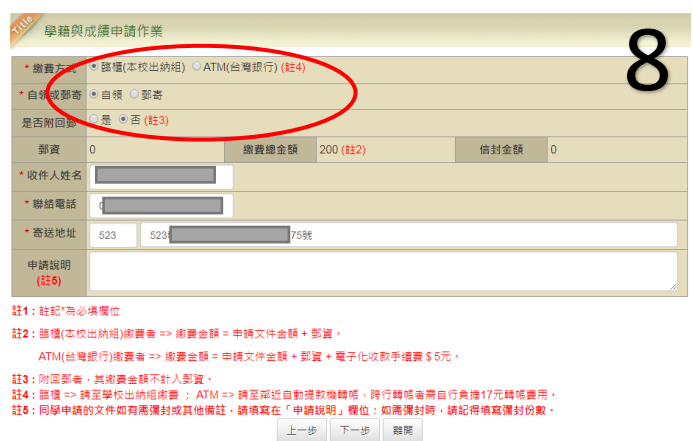 Title
學籍與成績申請作業
8
* 繳費方式 臨櫃(本校出納組) ATM(台灣銀行) (註4)
* 自領或郵寄 自領 郵寄
是否附回郵 是 否 (註3)
郵資 0 繳費總金額 200 (註2) 信封金額 0
* 收件人姓名
* 聯絡電話
* 寄送地址 523 523 75號
申請說明
(註5)
註1：註記*為必填欄位
註2：臨櫃(本校出納組)繳費者 => 繳費金額 = 申請文件金額 + 郵資。
ATM(台灣銀行)繳費者 => 繳費金額 = 申請文件金額 + 郵資 + 電子化收款手續費＄5元。
註3：附回郵者，其繳費金額不計入郵資。
註4：臨櫃 => 請至學校出納組繳費 ； ATM => 請至鄰近自動提款機轉帳，跨行轉帳者需自行負擔17元轉帳費用。
註5：同學申請的文件如有需彌封或其他備註，請填寫在「申請說明」欄位：如需彌封時，請記得填寫彌封份數。
上一步 下一步 離開